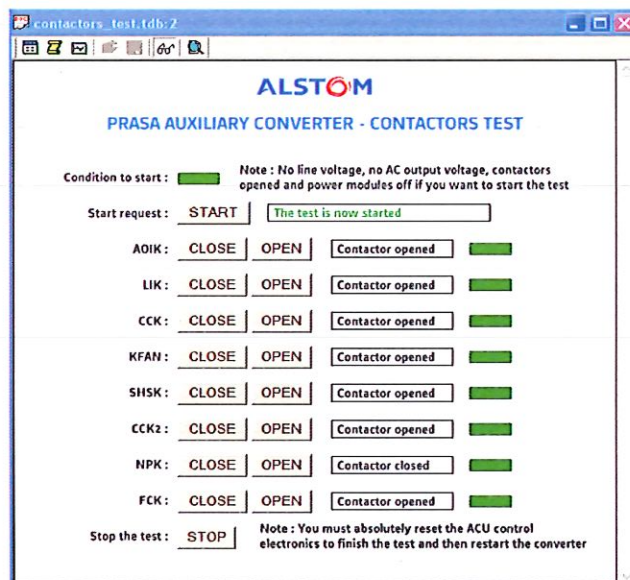 contactors_test.tdb:2
ALSTOM
PRASA AUXILIARY CONVERTER - CONTACTORS TEST
Condition to start : Note : No line voltage, no AC output voltage, contactors
opened and power modules off if you want to start the test
Start request : START The test is now started
AOIK : CLOSE OPEN Contactor opened
LIK : CLOSE OPEN Contactor opened
CCK : CLOSE OPEN Contactor opened
KFAN : CLOSE OPEN Contactor opened
SHSK : CLOSE OPEN Contactor opened
CCK2 : CLOSE OPEN Contactor opened
NPK : CLOSE OPEN Contactor closed
FCK : CLOSE OPEN Contactor opened
Stop the test : STOP Note : You must absolutely reset the ACU control
electronics to finish the test and then restart the converter